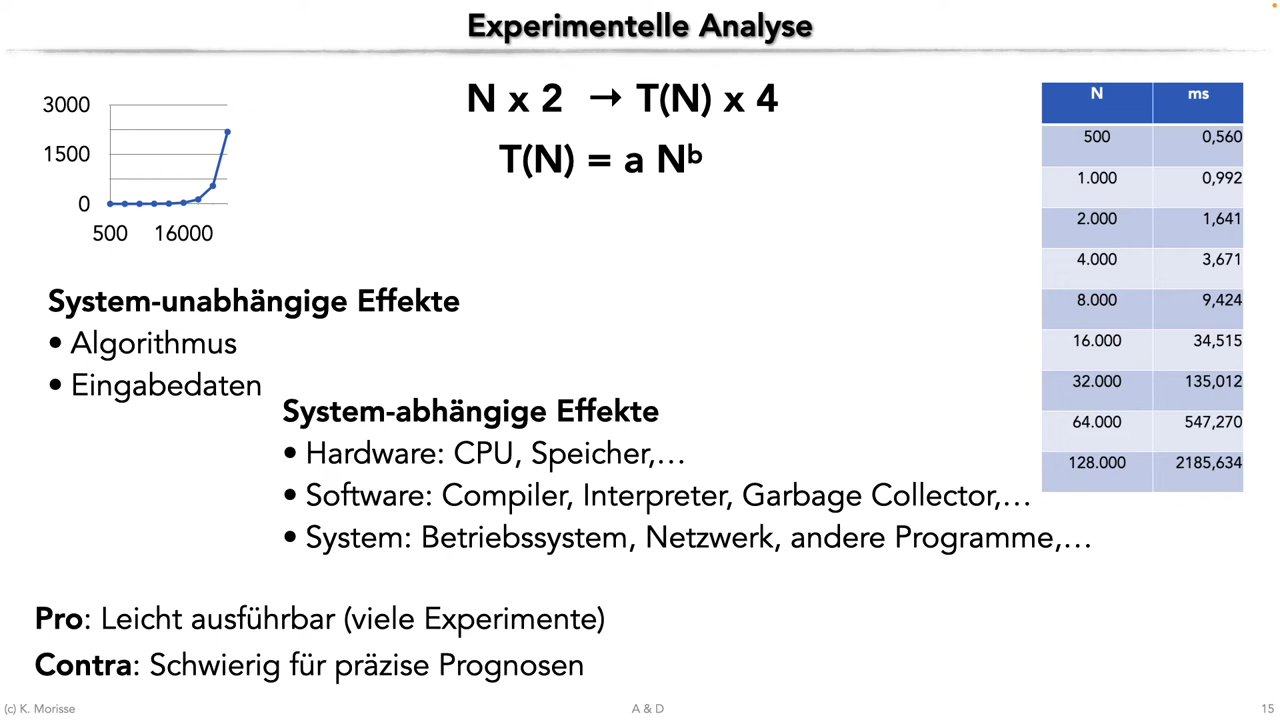 Experimentelle Analyse
N x 2 → T(N) x 4
T(N) = a Nᵇ
3000
1500
0
500 16000
N ms
500 0,560
1.000 0,992
2.000 1,641
4.000 3,671
8.000 9,424
16.000 34,515
32.000 135,012
64.000 547,270
128.000 2185,634
System-unabhängige Effekte
• Algorithmus
• Eingabedaten
System-abhängige Effekte
• Hardware: CPU, Speicher,…
• Software: Compiler, Interpreter, Garbage Collector,…
• System: Betriebssystem, Netzwerk, andere Programme,…
Pro: Leicht ausführbar (viele Experimente)
Contra: Schwierig für präzise Prognosen
(c) K. Morisse A & D 15